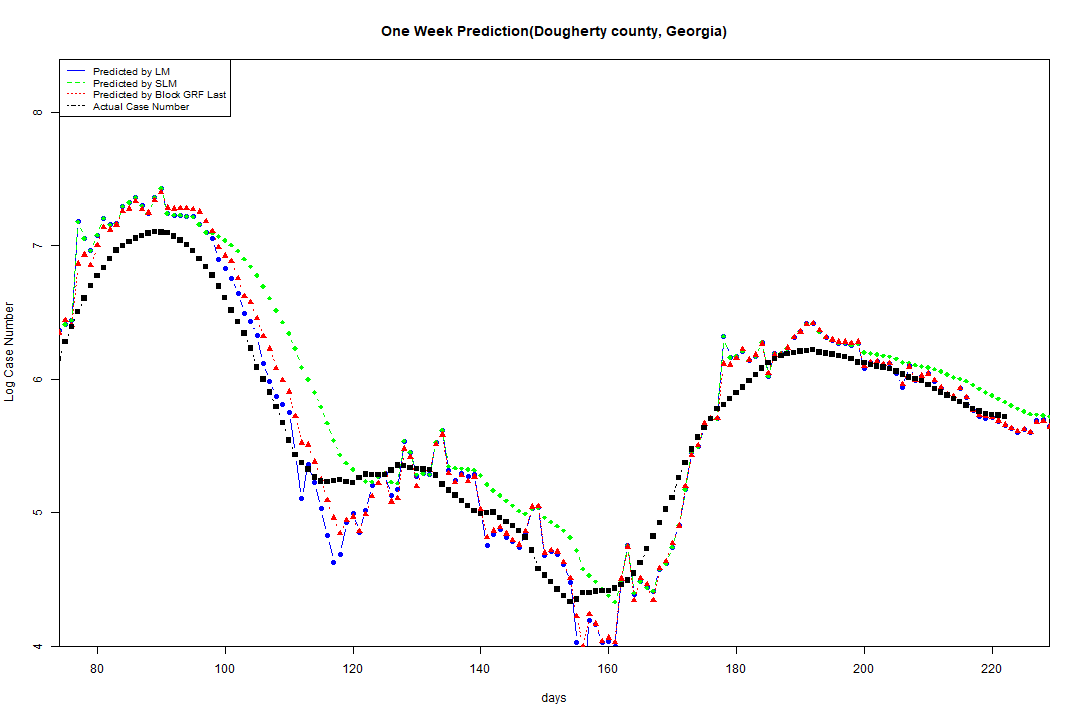 One Week Prediction(Dougherty county, Georgia)
Predicted by LM
Predicted by SLM
Predicted by Block GRF Last
Actual Case Number
8
7
6
5
4
Log Case Number
80
100
120
140
160
180
200
220
days